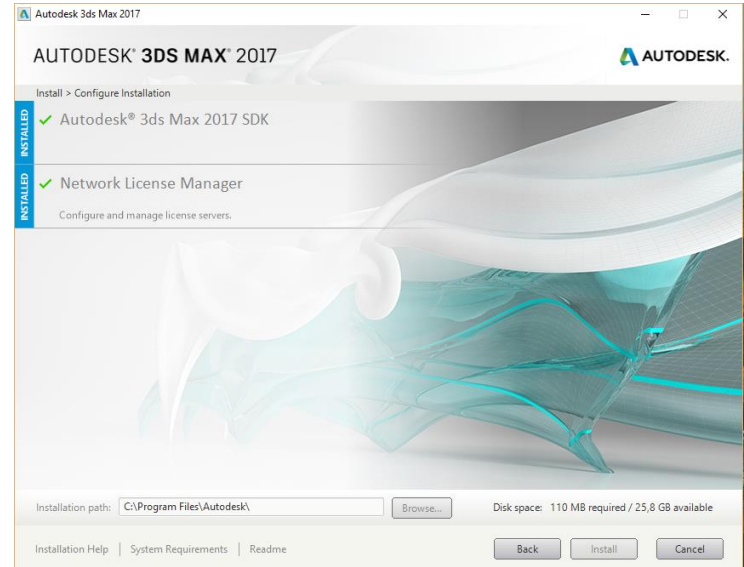 Autodesk 3ds Max 2017
AUTODESK® 3DS MAX® 2017
AUTODESK.
Install > Configure Installation
INSTALLED
Autodesk® 3ds Max 2017 SDK
INSTALLED
Network License Manager
Configure and manage license servers.
Installation path: C:\Program Files\Autodesk\ Browse... Disk space: 110 MB required / 25,8 GB available
Installation Help | System Requirements | Readme Back Install Cancel